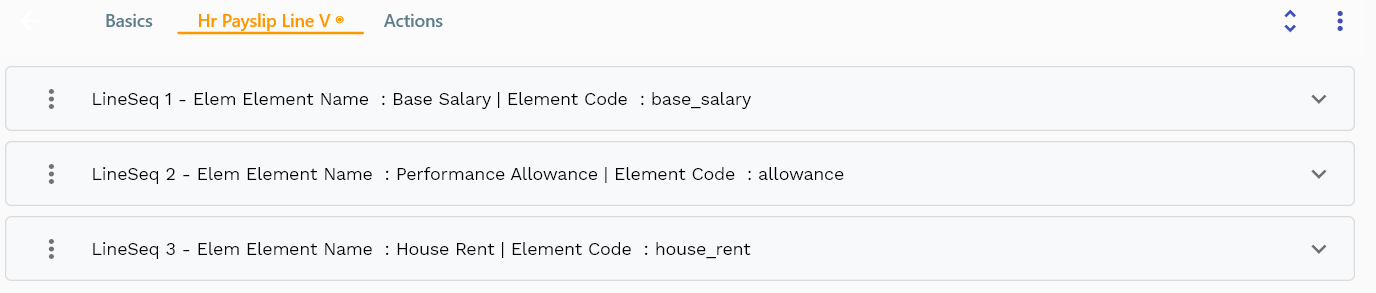 Basics Hr Payslip Line V Actions
LineSeq 1 - Elem Element Name : Base Salary | Element Code : base_salary
LineSeq 2 - Elem Element Name : Performance Allowance | Element Code : allowance
LineSeq 3 - Elem Element Name : House Rent | Element Code : house_rent